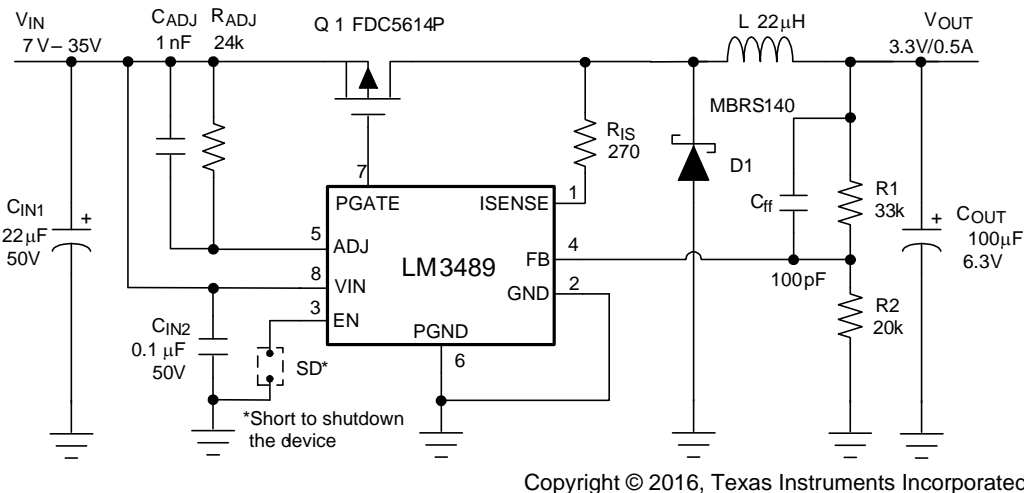 VIN
7 V – 35V
CADJ
1 nF
RADJ
24k
Q 1 FDC5614P
L 22μH
VOUT
3.3V/0.5A
MBRS140
RIS
270
D1
7
1
PGATE
ISENSE
CIN1
22μF
50V
+
5
ADJ
LM3489
4
FB
Cff
100pF
R1
33k
+
COUT
100μF
6.3V
8
VIN
2
GND
3
EN
PGND
6
R2
20k
CIN2
0.1 μF
50V
SD*
*Short to shutdown
the device
Copyright © 2016, Texas Instruments Incorporated